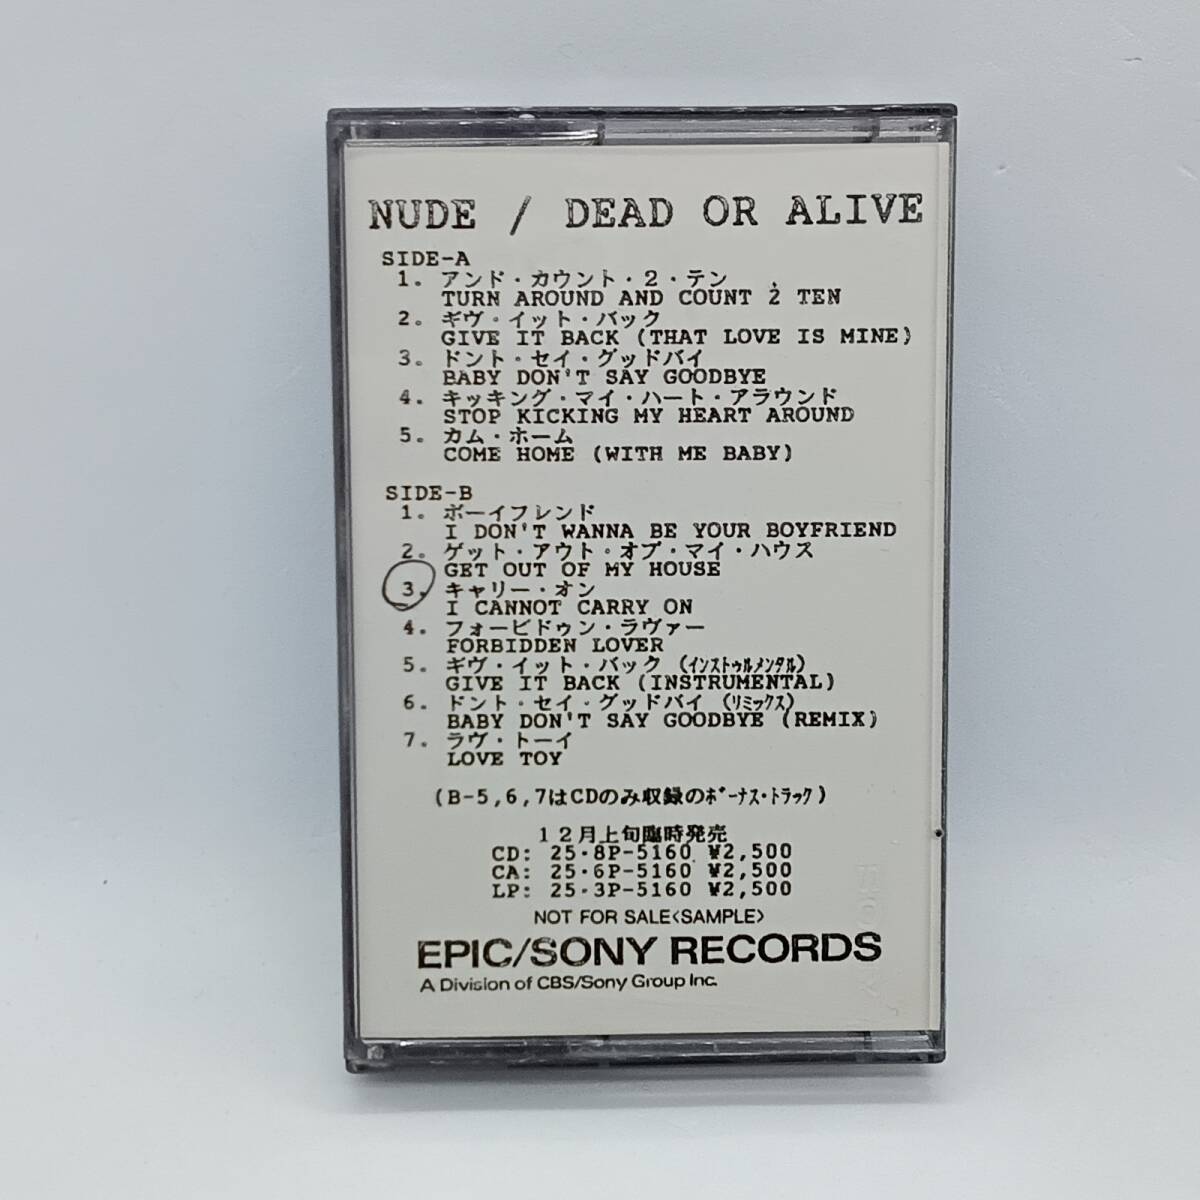 NUDE / DEAD OR ALIVE
SIDE-A
1. アンド・カウント・2・テン
TURN AROUND AND COUNT 2 TEN
2. ギヴ・イット・バック
GIVE IT BACK (THAT LOVE IS MINE)
3. ドント・セイ・グッドバイ
BABY DON'T SAY GOODBYE
4. キッキング・マイ・ハート・アラウンド
STOP KICKING MY HEART AROUND
5. カム・ホーム
COME HOME (WITH ME BABY)
SIDE-B
1. ボーイフレンド
I DON'T WANNA BE YOUR BOYFRIEND
2. ゲット・アウト・オブ・マイ・ハウス
GET OUT OF MY HOUSE
3. キャリー・オン
I CANNOT CARRY ON
4. フォービドゥン・ラヴァー
FORBIDDEN LOVER
5. ギヴ・イット・バック (インストゥルメンタル)
GIVE IT BACK (INSTRUMENTAL)
6. ドント・セイ・グッドバイ (リミックス)
BABY DON'T SAY GOODBYE (REMIX)
7. ラヴ・トーイ
LOVE TOY
(B-5,6,7はCDのみ収録のボーナス・トラック)
12月上旬臨時発売
CD: 25・8P-5160 ¥2,500
CA: 25・6P-5160 ¥2,500
LP: 25・3P-5160 ¥2,500
NOT FOR SALE<SAMPLE>
EPIC/SONY RECORDS
A Division of CBS/Sony Group Inc.